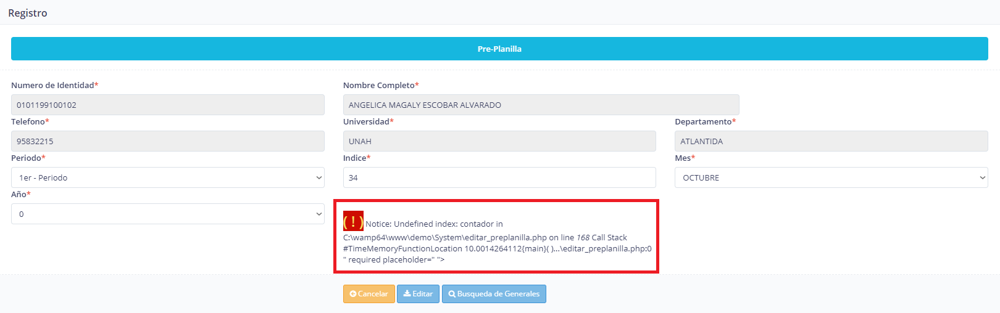 Registro
Pre-Planilla
Numero de Identidad*
Nombre Completo*
0101199100102
ANGELICA MAGALY ESCOBAR ALVARADO
Telefono*
Universidad*
Departamento*
95832215
UNAH
ATLANTIDA
Periodo*
Indice*
Mes*
1er - Periodo
34
OCTUBRE
Año*
0
( ! ) Notice: Undefined index: contador in
C:\wamp64\www\demo\System\editar_preplanilla.php on line 168 Call Stack
#TimeMemoryFunctionLocation 10.0014264112{main}( )...\editar_preplanilla.php:0
" required placeholder=" ">
Cancelar
Editar
Busqueda de Generales